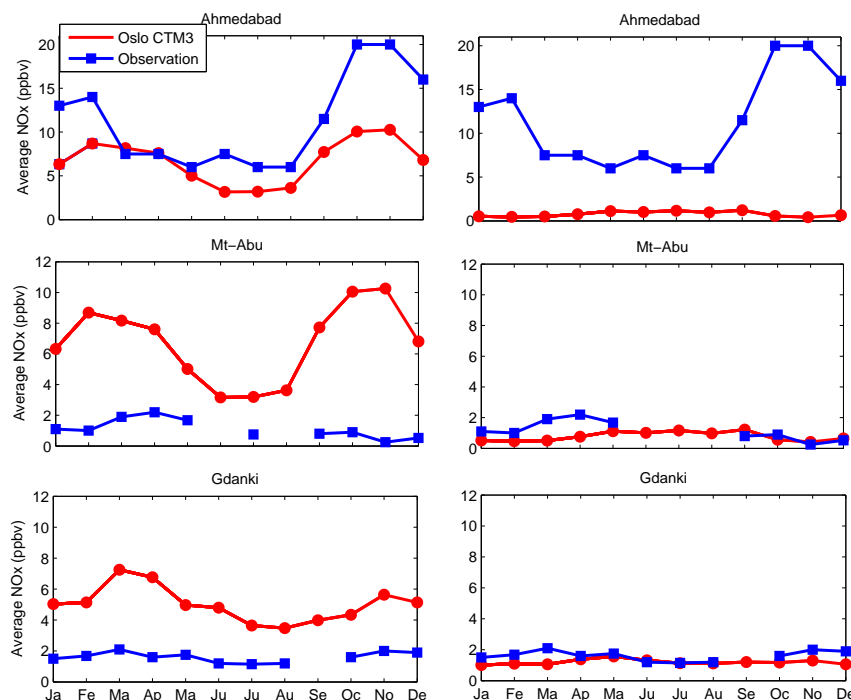 Ahmedabad
Oslo CTM3
Observation
20
15
10
5
0
Average NOx (ppbv)
Ahmedabad
20
15
10
5
0
Mt−Abu
12
10
8
6
4
2
0
Average NOx (ppbv)
Mt−Abu
12
10
8
6
4
2
0
Gdanki
12
10
8
6
4
2
0
Average NOx (ppbv)
Ja Fe Ma Ap Ma Ju Ju Au Se Oc No De
Gdanki
12
10
8
6
4
2
0
Ja Fe Ma Ap Ma Ju Ju Au Se Oc No De